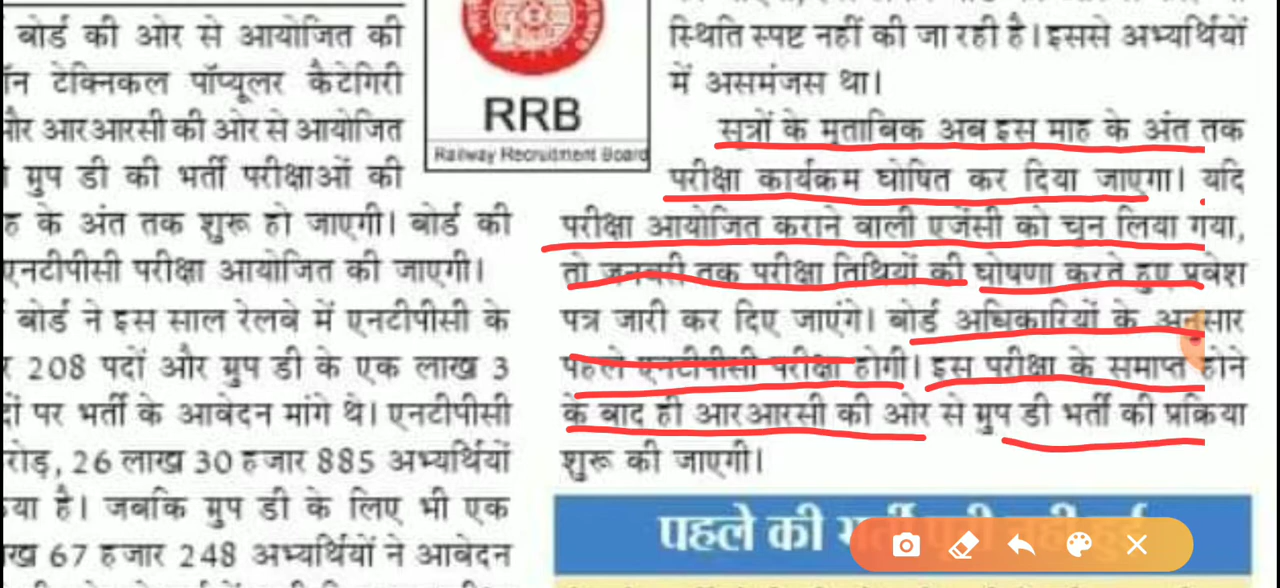 बोर्ड की ओर से आयोजित की
टेक्निकल पॉप्यूलर कैटेगिरी
और आरआरसी की ओर से आयोजित
ग्रुप डी की भर्ती परीक्षाओं की
के अंत तक शुरू हो जाएगी। बोर्ड की
एनटीपीसी परीक्षा आयोजित की जाएगी।
बोर्ड ने इस साल रेलवे में एनटीपीसी के
208 पदों और ग्रुप डी के एक लाख 3
पर भर्ती के आवेदन मांगे थे। एनटीपीसी
26 लाख 30 हजार 885 अभ्यर्थियों
है। जबकि ग्रुप डी के लिए भी एक
67 हजार 248 अभ्यर्थियों ने आवेदन
RRB
Railway Recruitment Board
स्थिति स्पष्ट नहीं की जा रही है। इससे अभ्यर्थियों
में असमंजस था।
सूत्रों के मुताबिक अब इस माह के अंत तक
परीक्षा कार्यक्रम घोषित कर दिया जाएगा। यदि
परीक्षा आयोजित कराने वाली एजेंसी को चुन लिया गया,
तो जनवरी तक परीक्षा तिथियों की घोषणा करते हुए प्रवेश
पत्र जारी कर दिए जाएंगे। बोर्ड अधिकारियों के अनुसार
पहले एनटीपीसी परीक्षा होगी। इस परीक्षा के समाप्त होने
के बाद ही आरआरसी की ओर से ग्रुप डी भर्ती की प्रक्रिया
शुरू की जाएगी।
पहले की